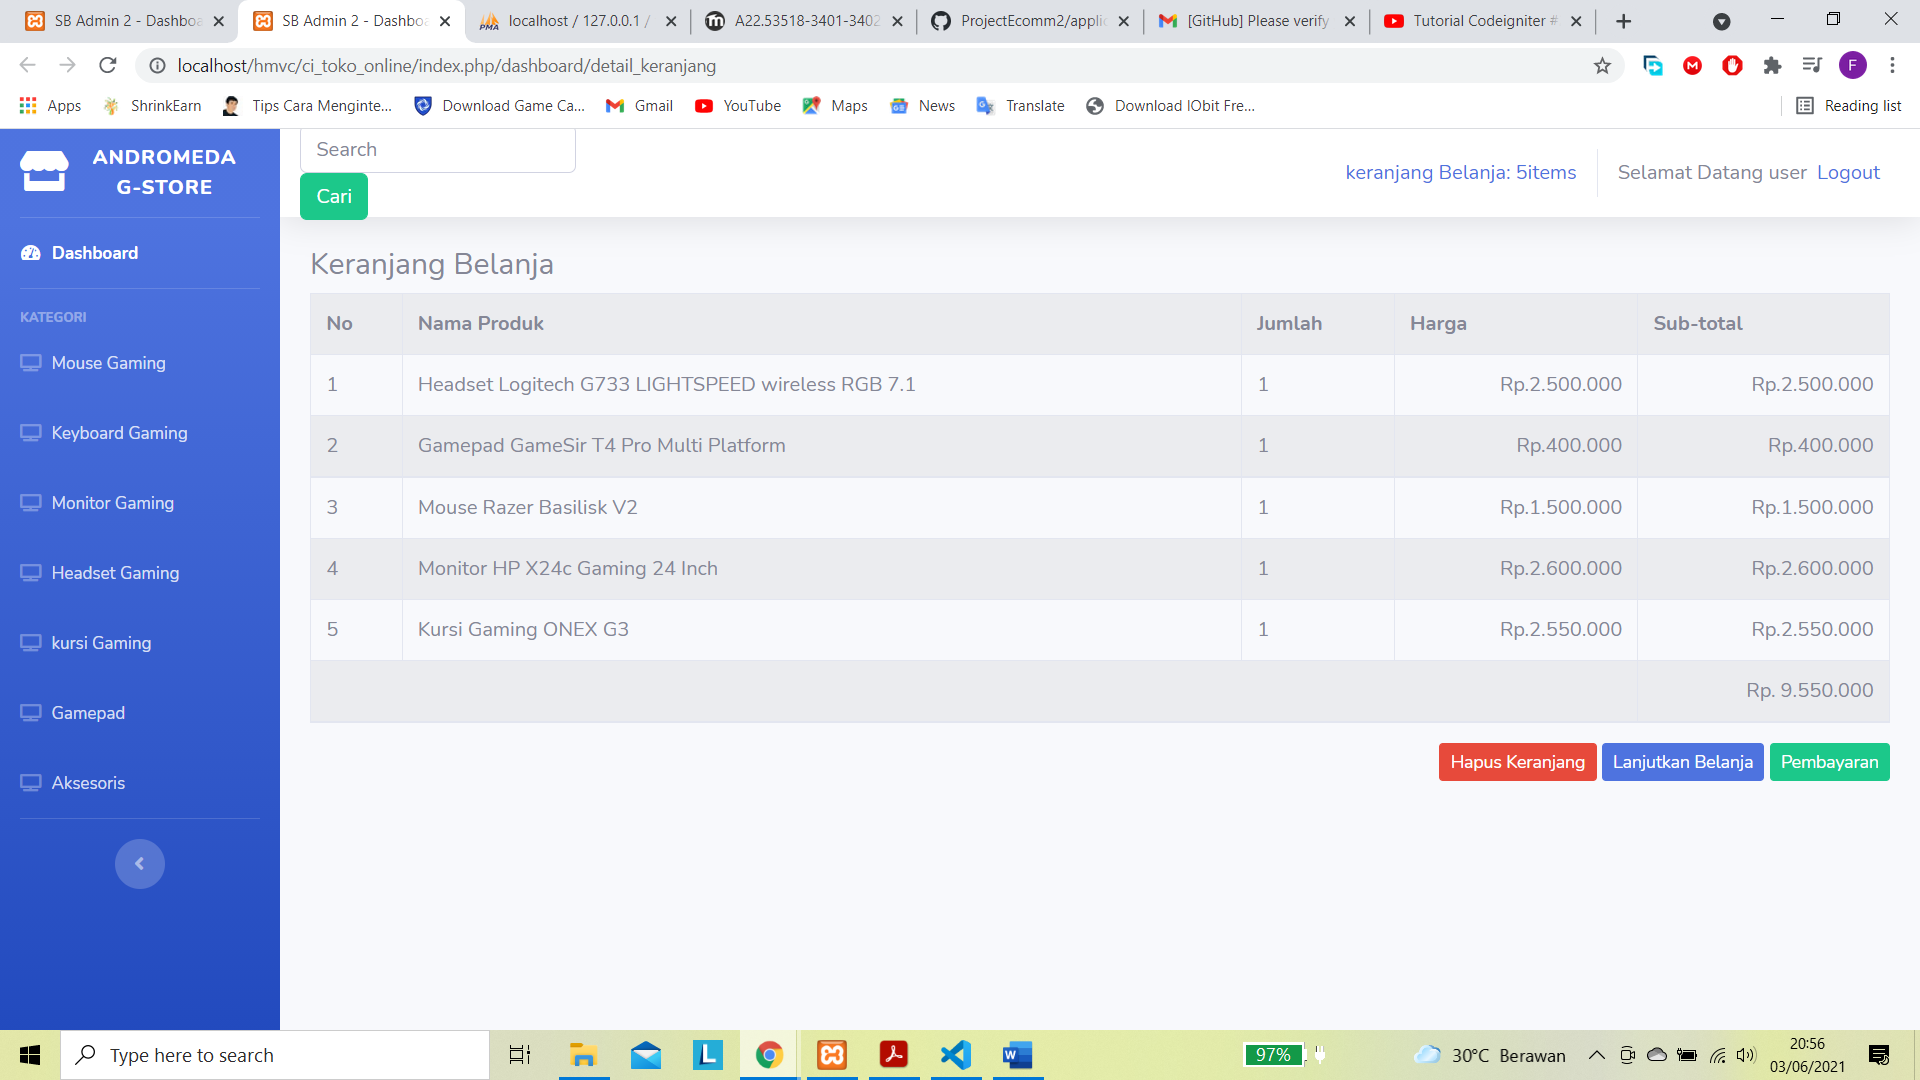 SB Admin 2 - Dashboa
SB Admin 2 - Dashboa
localhost / 127.0.0.1 /
A22.53518-3401-3402
ProjectEcomm2/applic
[GitHub] Please verify
Tutorial Codeigniter #
localhost/hmvc/ci_toko_online/index.php/dashboard/detail_keranjang
F
Apps
ShrinkEarn
Tips Cara Menginte...
Download Game Ca...
Gmail
YouTube
Maps
News
Translate
Download IObit Fre...
Reading list
ANDROMEDA
G-STORE
Search
Cari
keranjang Belanja: 5items
Selamat Datang user Logout
Dashboard
KATEGORI
Mouse Gaming
Keyboard Gaming
Monitor Gaming
Headset Gaming
kursi Gaming
Gamepad
Aksesoris
Keranjang Belanja
No Nama Produk Jumlah Harga Sub-total
1 Headset Logitech G733 LIGHTSPEED wireless RGB 7.1 1 Rp.2.500.000 Rp.2.500.000
2 Gamepad GameSir T4 Pro Multi Platform 1 Rp.400.000 Rp.400.000
3 Mouse Razer Basilisk V2 1 Rp.1.500.000 Rp.1.500.000
4 Monitor HP X24c Gaming 24 Inch 1 Rp.2.600.000 Rp.2.600.000
5 Kursi Gaming ONEX G3 1 Rp.2.550.000 Rp.2.550.000
Rp. 9.550.000
Hapus Keranjang
Lanjutkan Belanja
Pembayaran
Type here to search
97%
30°C Berawan
20:56
03/06/2021